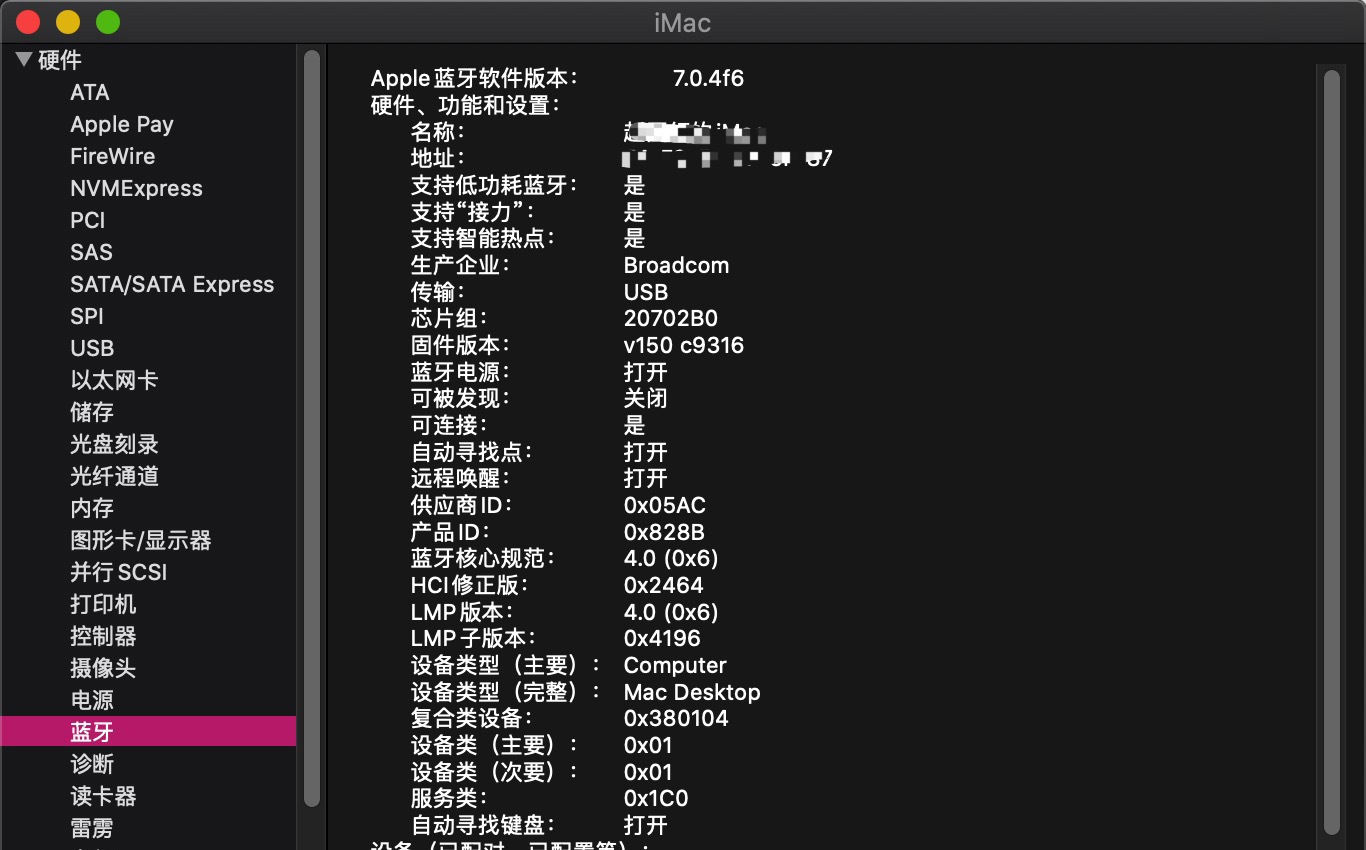 iMac
硬件
ATA
Apple Pay
FireWire
NVMExpress
PCI
SAS
SATA/SATA Express
SPI
USB
以太网卡
储存
光盘刻录
光纤通道
内存
图形卡/显示器
并行 SCSI
打印机
控制器
摄像头
电源
蓝牙
诊断
读卡器
雷雳
Apple 蓝牙软件版本: 7.0.4f6
硬件、功能和设置:
名称:
地址:
支持低功耗蓝牙: 是
支持“接力”: 是
支持智能热点: 是
生产企业: Broadcom
传输: USB
芯片组: 20702B0
固件版本: v150 c9316
蓝牙电源: 打开
可被发现: 关闭
可连接: 是
自动寻找点: 打开
远程唤醒: 打开
供应商 ID: 0x05AC
产品 ID: 0x828B
蓝牙核心规范: 4.0 (0x6)
HCI 修正版: 0x2464
LMP 版本: 4.0 (0x6)
LMP 子版本: 0x4196
设备类型（主要）: Computer
设备类型（完整）: Mac Desktop
复合类设备: 0x380104
设备类（主要）: 0x01
设备类（次要）: 0x01
服务类: 0x1C0
自动寻找键盘: 打开
设备（已配对、已配置等）: